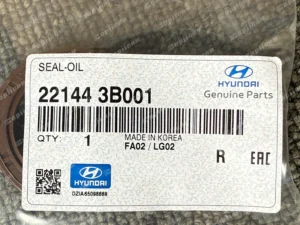 SEAL-OIL
HYUNDAI
Genuine Parts
22144 3B001
QTY: 1
MADE IN KOREA
FA02 / LG02
HYUNDAI
R EAC